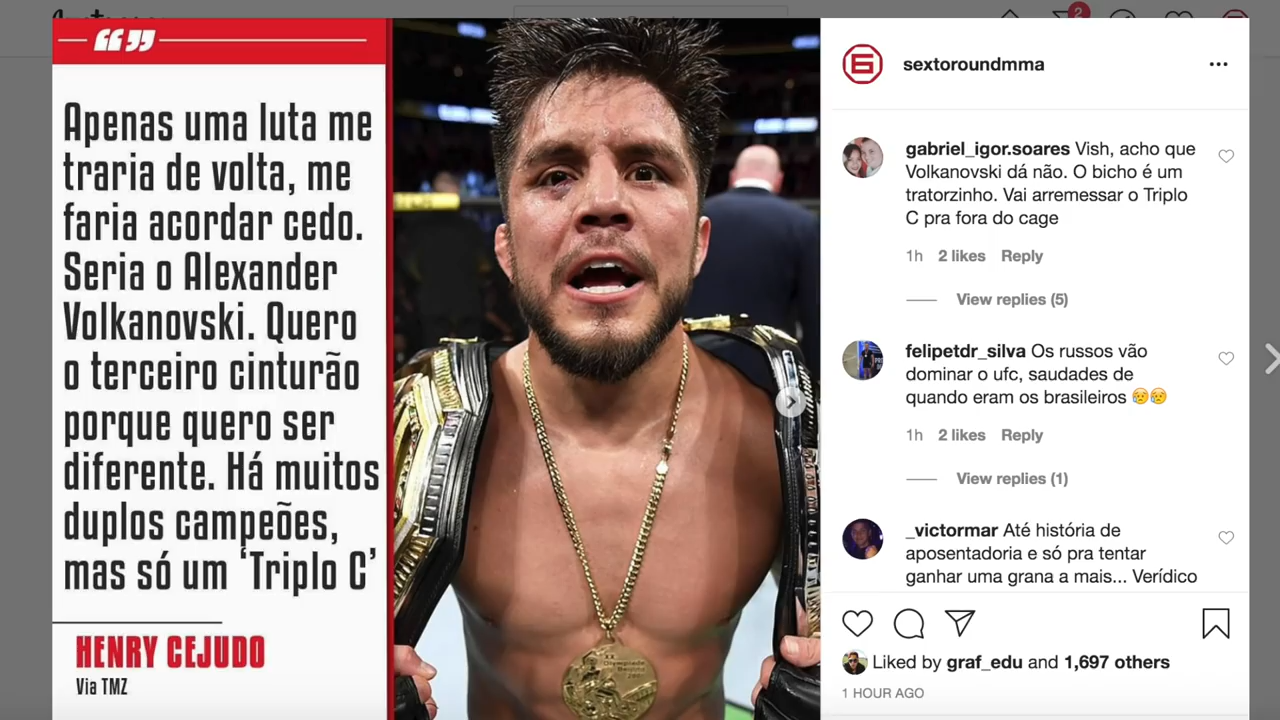 2
Apenas uma luta me
traria de volta, me
faria acordar cedo.
Seria o Alexander
Volkanovski. Quero
o terceiro cinturão
porque quero ser
diferente. Há muitos
duplos campeões,
mas só um ‘Triplo C’
HENRY CEJUDO
Via TMZ
sextoroundmma
gabriel_igor.soares Vish, acho que
Volkanovski dá não. O bicho é um
tratorzinho. Vai arremessar o Triplo
C pra fora do cage
1h 2 likes Reply
View replies (5)
felipetdr_silva Os russos vão
dominar o ufc, saudades de
quando eram os brasileiros 😥😥
1h 2 likes Reply
View replies (1)
_victormar Até história de
aposentadoria e só pra tentar
ganhar uma grana a mais... Verídico
Liked by graf_edu and 1,697 others
1 HOUR AGO